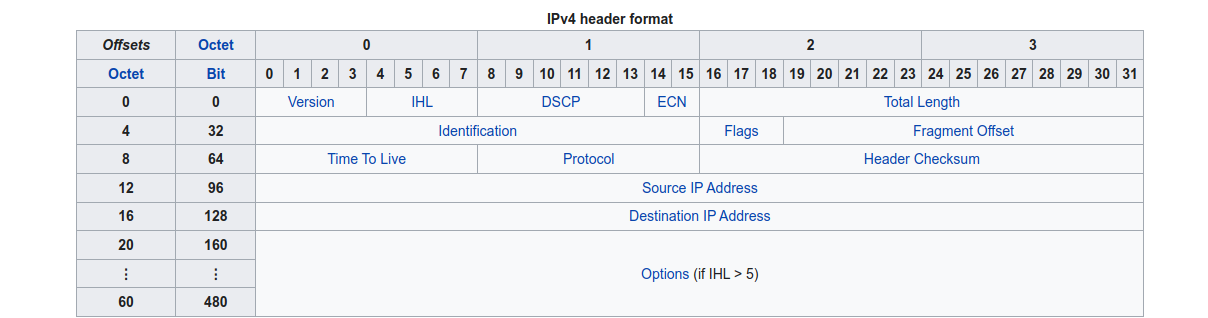 IPv4 header format
Offsets Octet 0 1 2 3
Octet Bit 0 1 2 3 4 5 6 7 8 9 10 11 12 13 14 15 16 17 18 19 20 21 22 23 24 25 26 27 28 29 30 31
0 0 Version IHL DSCP ECN Total Length
4 32 Identification Flags Fragment Offset
8 64 Time To Live Protocol Header Checksum
12 96 Source IP Address
16 128 Destination IP Address
20 160
⋮ ⋮ Options (if IHL > 5)
60 480